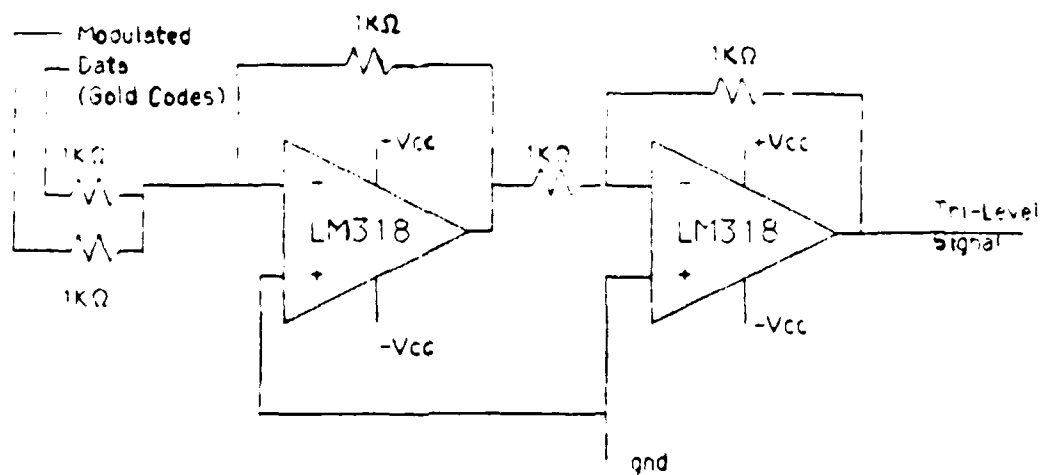 1KΩ
Modulated
Data
(Gold Codes)
1KΩ
1KΩ
1KΩ
1KΩ
-Vcc
+Vcc
-
-
LM318
LM318
+
+
Tri-Level
Signal
-Vcc
-Vcc
gnd